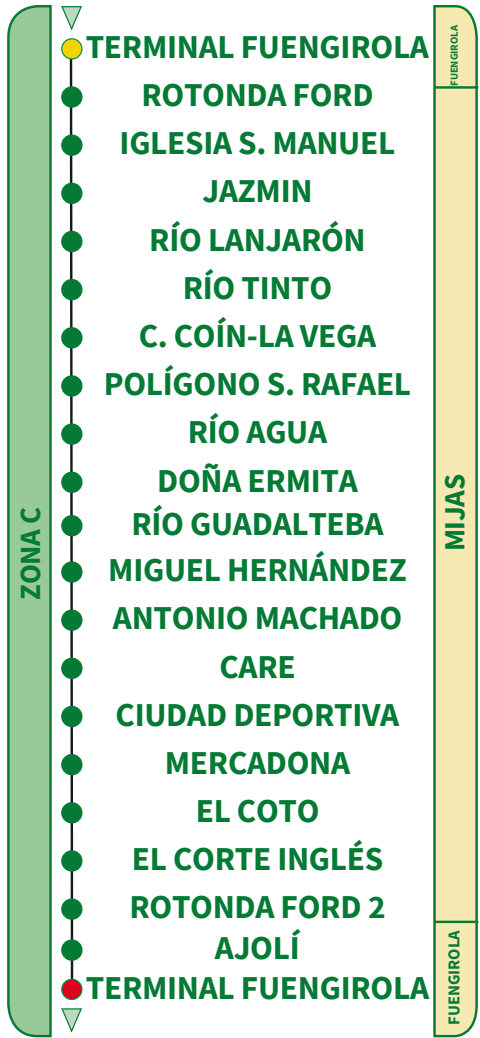 TERMINAL FUENGIROLA
ROTONDA FORD
IGLESIA S. MANUEL
JAZMIN
RÍO LANJARÓN
RÍO TINTO
C. COÍN-LA VEGA
POLÍGONO S. RAFAEL
RÍO AGUA
DOÑA ERMITA
RÍO GUADALTEBA
MIGUEL HERNÁNDEZ
ANTONIO MACHADO
CARE
CIUDAD DEPORTIVA
MERCADONA
EL COTO
EL CORTE INGLÉS
ROTONDA FORD 2
AJOLÍ
TERMINAL FUENGIROLA
ZONA C
FUENGIROLA
MIJAS
FUENGIROLA